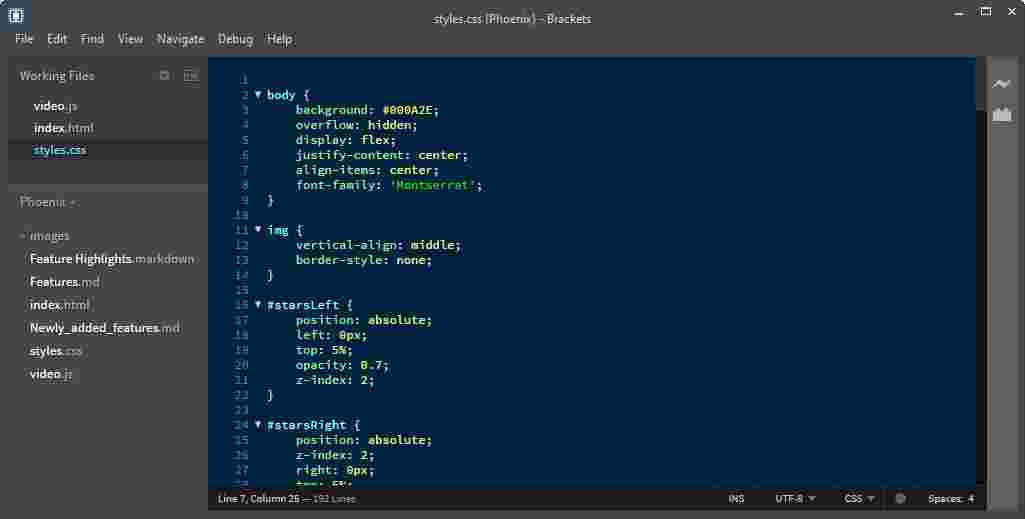 styles.css (Phoenix) - Brackets
File Edit Find View Navigate Debug Help
Working Files
video.js
index.html
styles.css
Phoenix
images
Feature Highlights.markdown
Features.md
index.html
Newly_added_features.md
styles.css
video.js
1
2 body {
3 background: #000A2E;
4 overflow: hidden;
5 display: flex;
6 justify-content: center;
7 align-items: center;
8 font-family: 'Montserrat';
9 }
10
11 img {
12 vertical-align: middle;
13 border-style: none;
14 }
15
16 #starsLeft {
17 position: absolute;
18 left: 0px;
19 top: 5%;
20 opacity: 0.7;
21 z-index: 2;
22 }
23
24 #starsRight {
25 position: absolute;
26 z-index: 2;
27 right: 0px;
28 top: 5%;
Line 7, Column 25 — 192 Lines INS UTF-8 CSS Spaces: 4